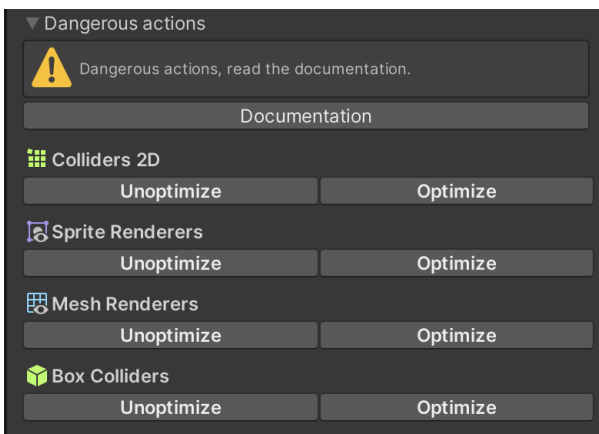 Dangerous actions
Dangerous actions, read the documentation.
Documentation
Colliders 2D
Unoptimize Optimize
Sprite Renderers
Unoptimize Optimize
Mesh Renderers
Unoptimize Optimize
Box Colliders
Unoptimize Optimize